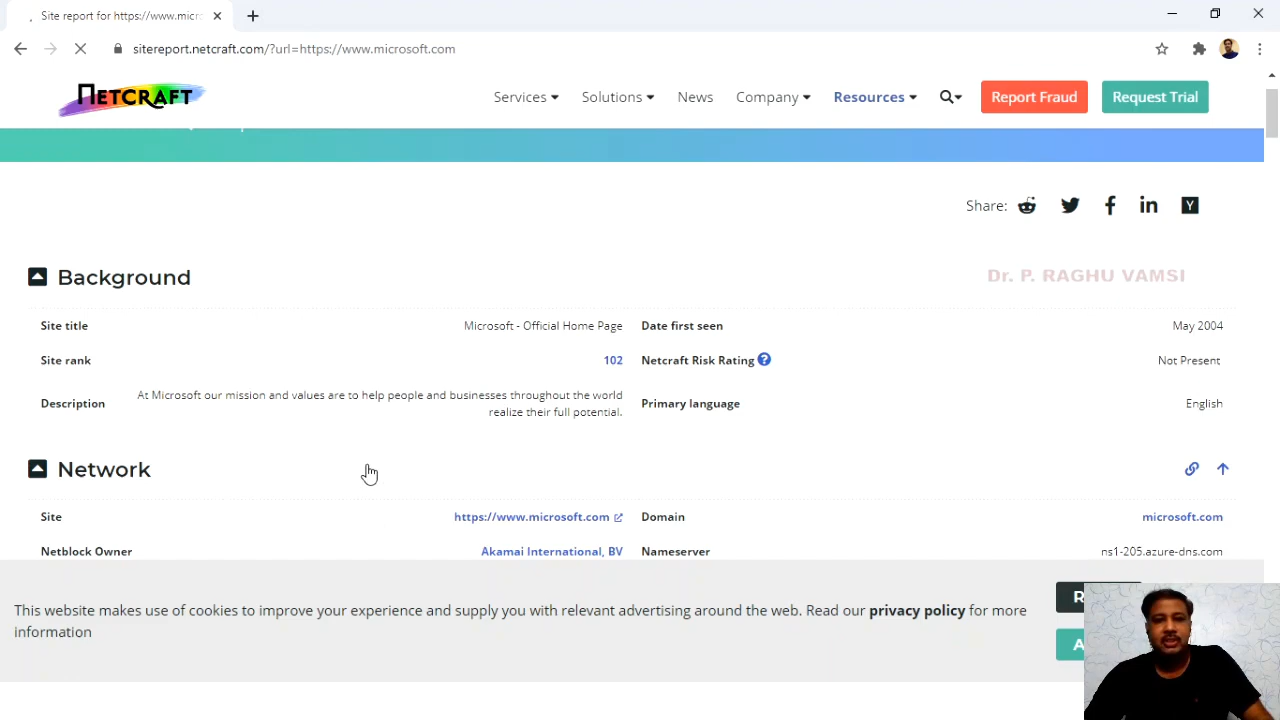 Site report for https://www.micr
sitereport.netcraft.com/?url=https://www.microsoft.com
NETCRAFT
Services
Solutions
News
Company
Resources
Report Fraud
Request Trial
Share:
Y
Background
Dr. P. RAGHU VAMSI
Site title
Microsoft - Official Home Page
Date first seen
May 2004
Site rank
102
Netcraft Risk Rating ?
Not Present
Description
At Microsoft our mission and values are to help people and businesses throughout the world
realize their full potential.
Primary language
English
Network
Site
https://www.microsoft.com
Domain
microsoft.com
Netblock Owner
Akamai International, BV
Nameserver
ns1-205.azure-dns.com
This website makes use of cookies to improve your experience and supply you with relevant advertising around the web. Read our privacy policy for more
information